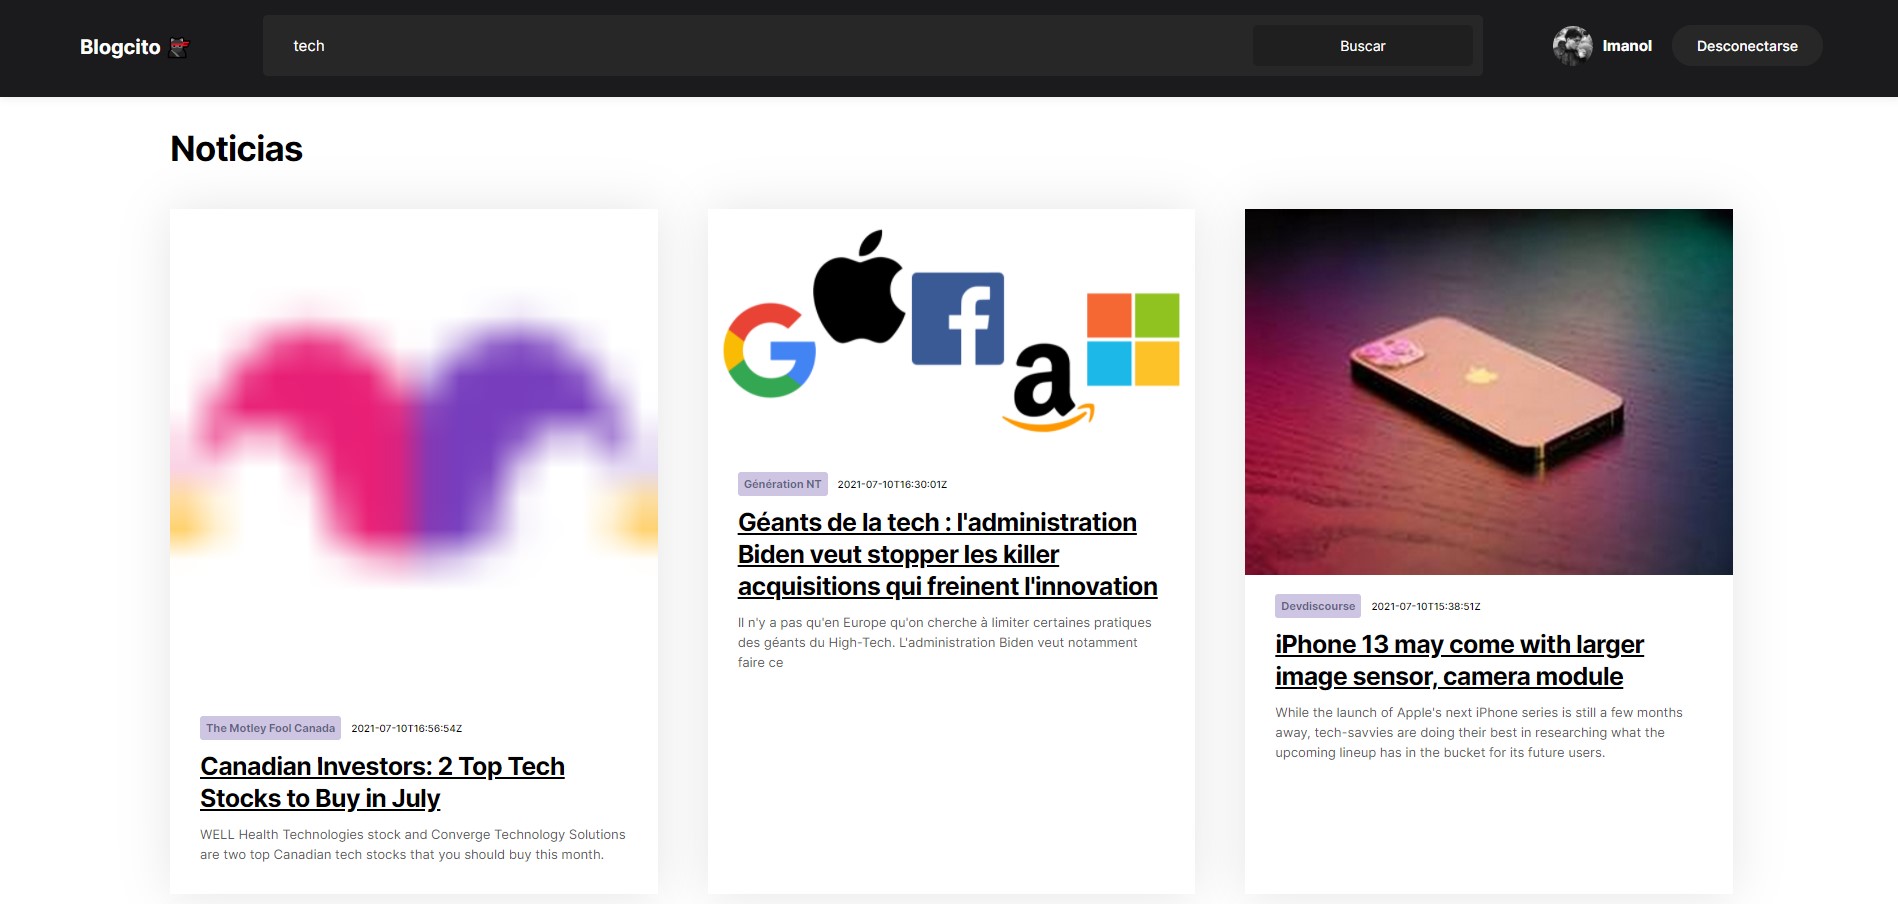 Blogcito
tech
Buscar
Imanol
Desconectarse
Noticias
The Motley Fool Canada 2021-07-10T16:56:54Z
Canadian Investors: 2 Top Tech
Stocks to Buy in July
WELL Health Technologies stock and Converge Technology Solutions
are two top Canadian tech stocks that you should buy this month.
Génération NT 2021-07-10T16:30:01Z
Géants de la tech : l'administration
Biden veut stopper les killer
acquisitions qui freinent l'innovation
Il n'y a pas qu'en Europe qu'on cherche à limiter certaines pratiques
des géants du High-Tech. L'administration Biden veut notamment
faire ce
Devdiscourse 2021-07-10T15:38:51Z
iPhone 13 may come with larger
image sensor, camera module
While the launch of Apple's next iPhone series is still a few months
away, tech-savvies are doing their best in researching what the
upcoming lineup has in the bucket for its future users.